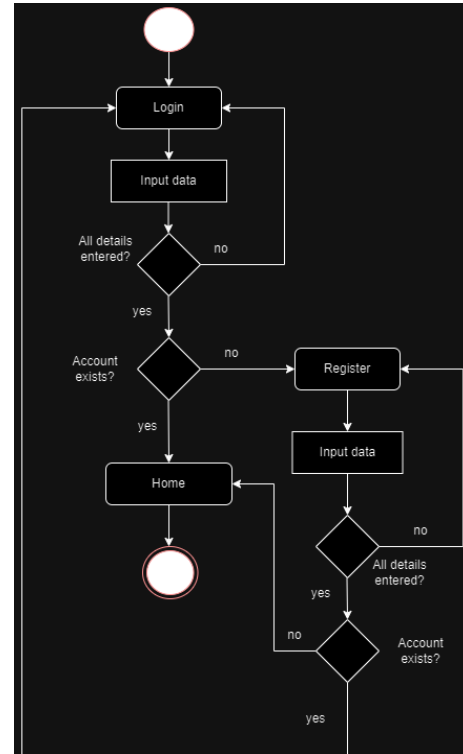 Login
Input data
All details
entered?
no
yes
Account
exists?
no
Register
yes
Input data
Home
no
All details
entered?
yes
no
Account
exists?
yes